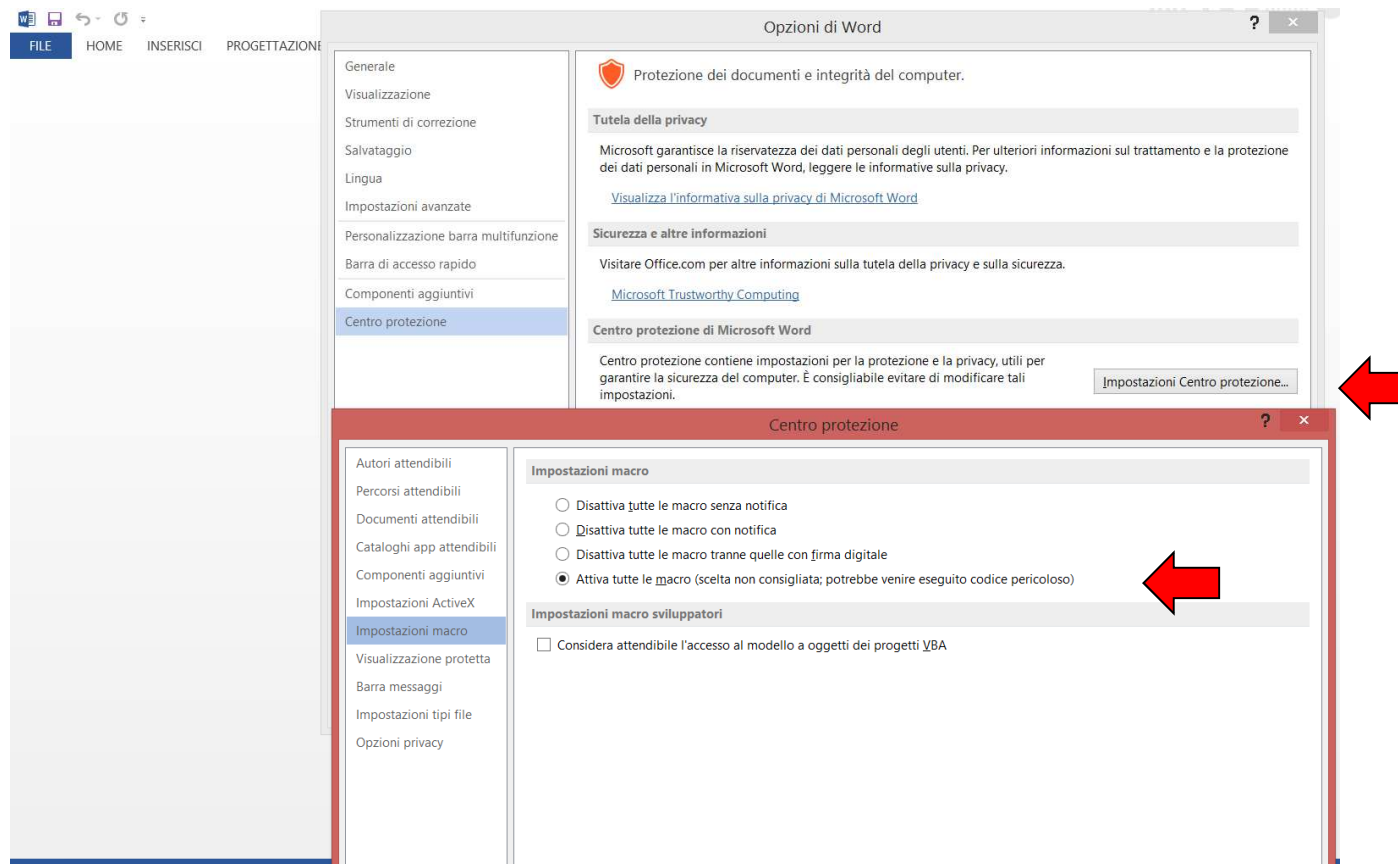 Opzioni di Word
FILE HOME INSERISCI PROGETTAZIONE
Generale
Visualizzazione
Strumenti di correzione
Salvataggio
Lingua
Impostazioni avanzate
Personalizzazione barra multifunzione
Barra di accesso rapido
Componenti aggiuntivi
Centro protezione
Protezione dei documenti e integrità del computer.
Tutela della privacy
Microsoft garantisce la riservatezza dei dati personali degli utenti. Per ulteriori informazioni sul trattamento e la protezione
dei dati personali in Microsoft Word, leggere le informative sulla privacy.
Visualizza l'informativa sulla privacy di Microsoft Word
Sicurezza e altre informazioni
Visitare Office.com per altre informazioni sulla tutela della privacy e sulla sicurezza.
Microsoft Trustworthy Computing
Centro protezione di Microsoft Word
Centro protezione contiene impostazioni per la protezione e la privacy, utili per
garantire la sicurezza del computer. È consigliabile evitare di modificare tali
impostazioni.
Impostazioni Centro protezione...
Centro protezione
Autori attendibili
Percorsi attendibili
Documenti attendibili
Cataloghi app attendibili
Componenti aggiuntivi
Impostazioni ActiveX
Impostazioni macro
Visualizzazione protetta
Barra messaggi
Impostazioni tipi file
Opzioni privacy
Impostazioni macro
Disattiva tutte le macro senza notifica
Disattiva tutte le macro con notifica
Disattiva tutte le macro tranne quelle con firma digitale
Attiva tutte le macro (scelta non consigliata; potrebbe venire eseguito codice pericoloso)
Impostazioni macro sviluppatori
Considera attendibile l'accesso al modello a oggetti dei progetti VBA